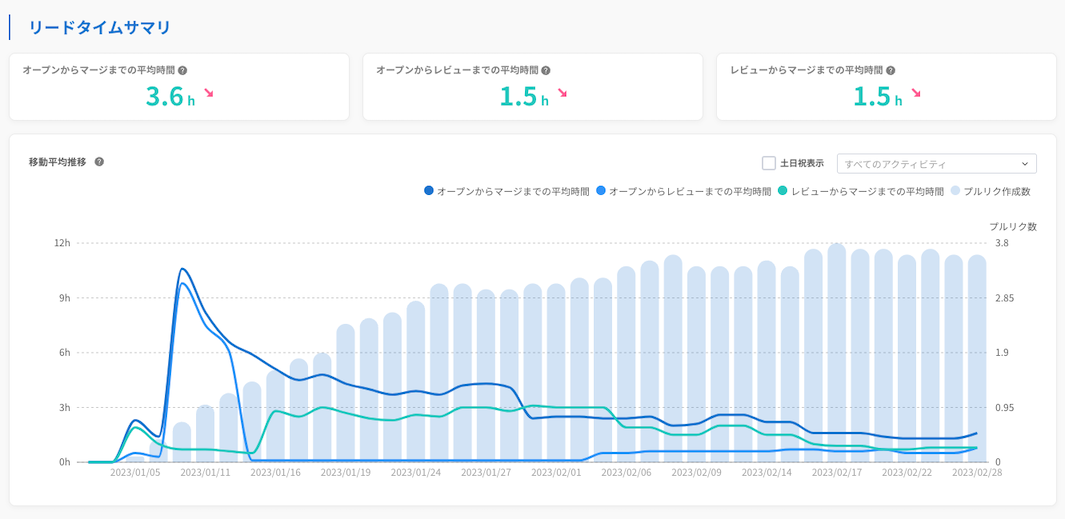 リードタイムサマリ
オープンからマージまでの平均時間 ?
オープンからレビューまでの平均時間 ?
レビューからマージまでの平均時間 ?
3.6 h
1.5 h
1.5 h
移動平均推移 ?
土日祝表示
すべてのアクティビティ
オープンからマージまでの平均時間 オープンからレビューまでの平均時間 レビューからマージまでの平均時間 プルリク作成数
プルリク数
12h 3.8
9h 2.85
6h 1.9
3h 0.95
0h 0
2023/01/05 2023/01/11 2023/01/16 2023/01/19 2023/01/24 2023/01/27 2023/02/01 2023/02/06 2023/02/09 2023/02/14 2023/02/17 2023/02/22 2023/02/28